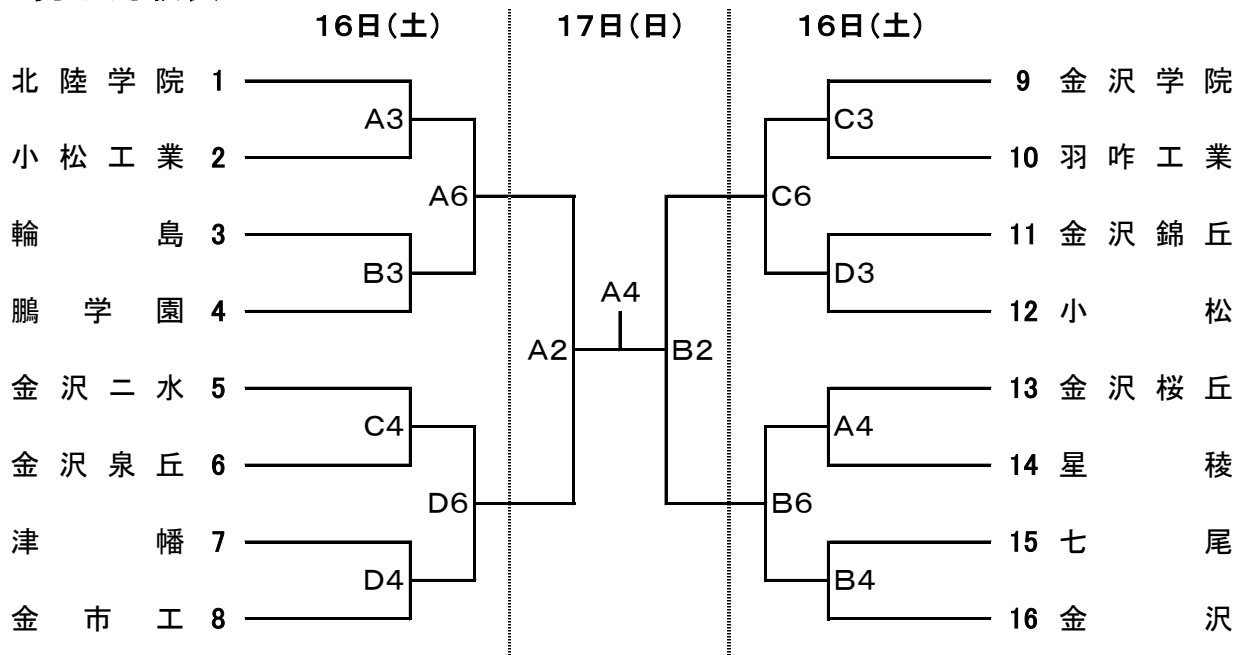 16日(土) 17日(日) 16日(土)
北陸学院 1 9 金沢学院
A3 C3
小松工業 2 10 羽咋工業
A6 C6
輪島 3 11 金沢錦丘
B3 D3
A4
鵬学園 4 12 小松
A2 B2
金沢二水 5 13 金沢桜丘
C4 A4
金沢泉丘 6 14 星稜
D6 B6
津幡 7 15 七尾
D4 B4
金市工 8 16 金沢